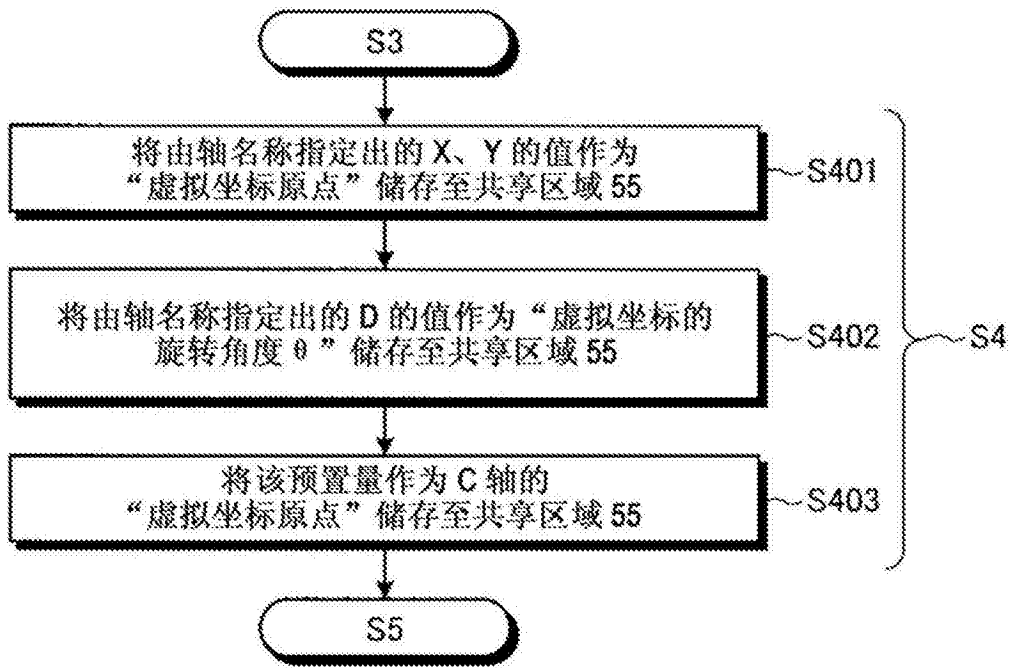 S3
将由轴名称指定出的 X、Y 的值作为
“虚拟坐标原点”储存至共享区域 55
S401
将由轴名称指定出的 D 的值作为“虚拟坐标的
旋转角度 θ ”储存至共享区域 55
S402
S4
将该预置量作为 C 轴的
“虚拟坐标原点”储存至共享区域 55
S403
S5